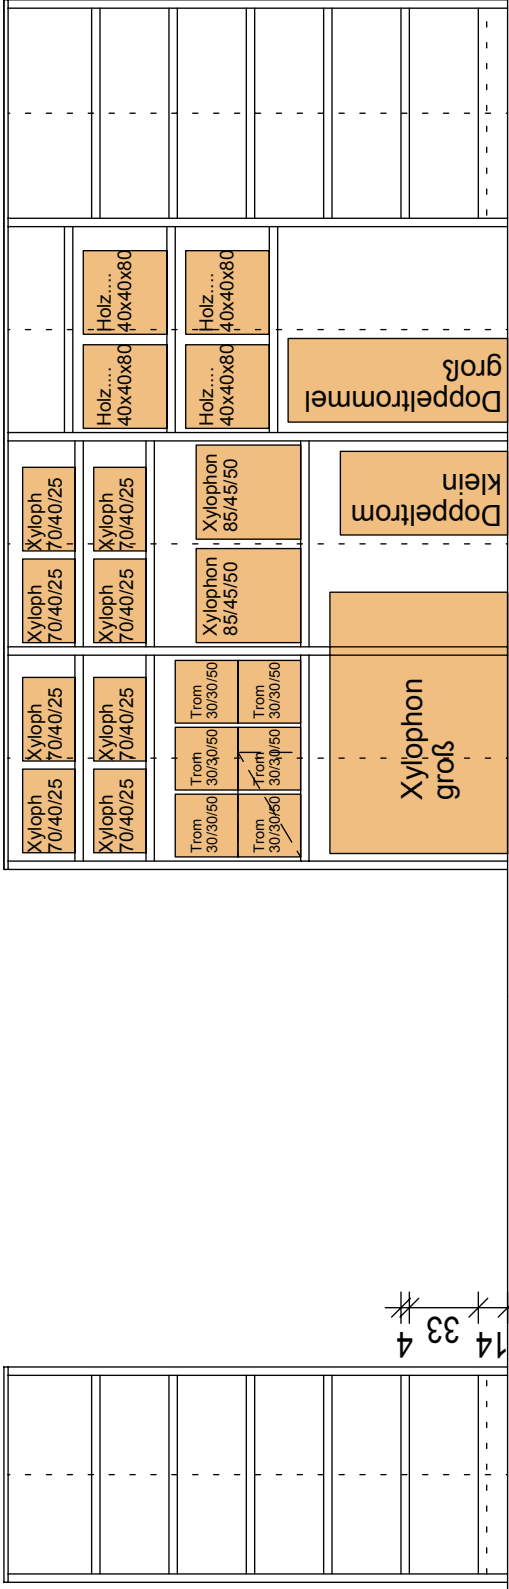 Holz....
40x40x80
Holz....
40x40x80
Holz....
40x40x80
Holz....
40x40x80
Doppeltrommel
groß
Xyloph
70/40/25
Xyloph
70/40/25
Xyloph
70/40/25
Xyloph
70/40/25
Xylophon
85/45/50
Xylophon
85/45/50
Doppeltrom
klein
Xyloph
70/40/25
Xyloph
70/40/25
Xyloph
70/40/25
Xyloph
70/40/25
Trom
30/30/50
Trom
30/30/50
Trom
30/30/50
Trom
30/30/50
Trom
30/30/50
Trom
30/30/50
Xylophon
groß
4
33
14